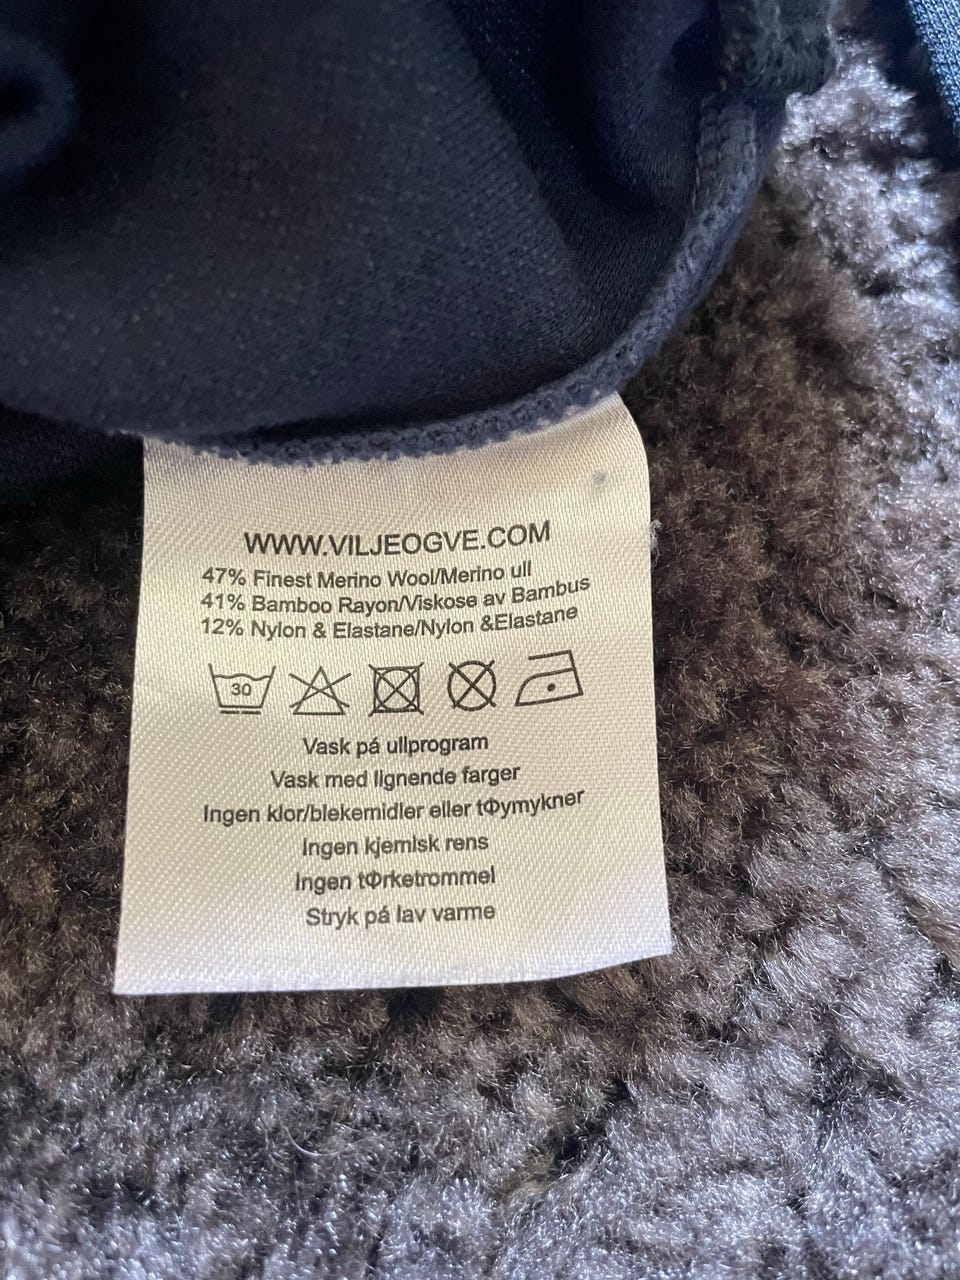 WWW.VILJEOGVE.COM
47% Finest Merino Wool/Merino ull
41% Bamboo Rayon/Viskose av Bambus
12% Nylon & Elastane/Nylon &Elastane
30
Vask på ullprogram
Vask med lignende farger
Ingen klor/blekemidler eller tΦymykner
Ingen kjemisk rens
Ingen tΦrketrommel
Stryk på lav varme